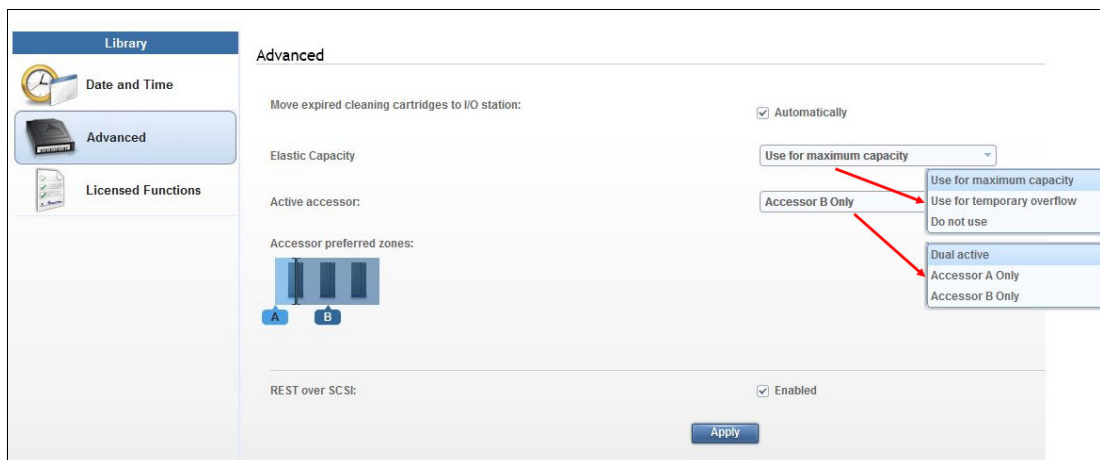 Library
Date and Time
Advanced
Licensed Functions
Advanced
Move expired cleaning cartridges to I/O station:
Automatically
Elastic Capacity
Use for maximum capacity
Use for maximum capacity
Use for temporary overflow
Do not use
Active accessor:
Accessor B Only
Dual active
Accessor A Only
Accessor B Only
Accessor preferred zones:
A
B
REST over SCSI:
Enabled
Apply